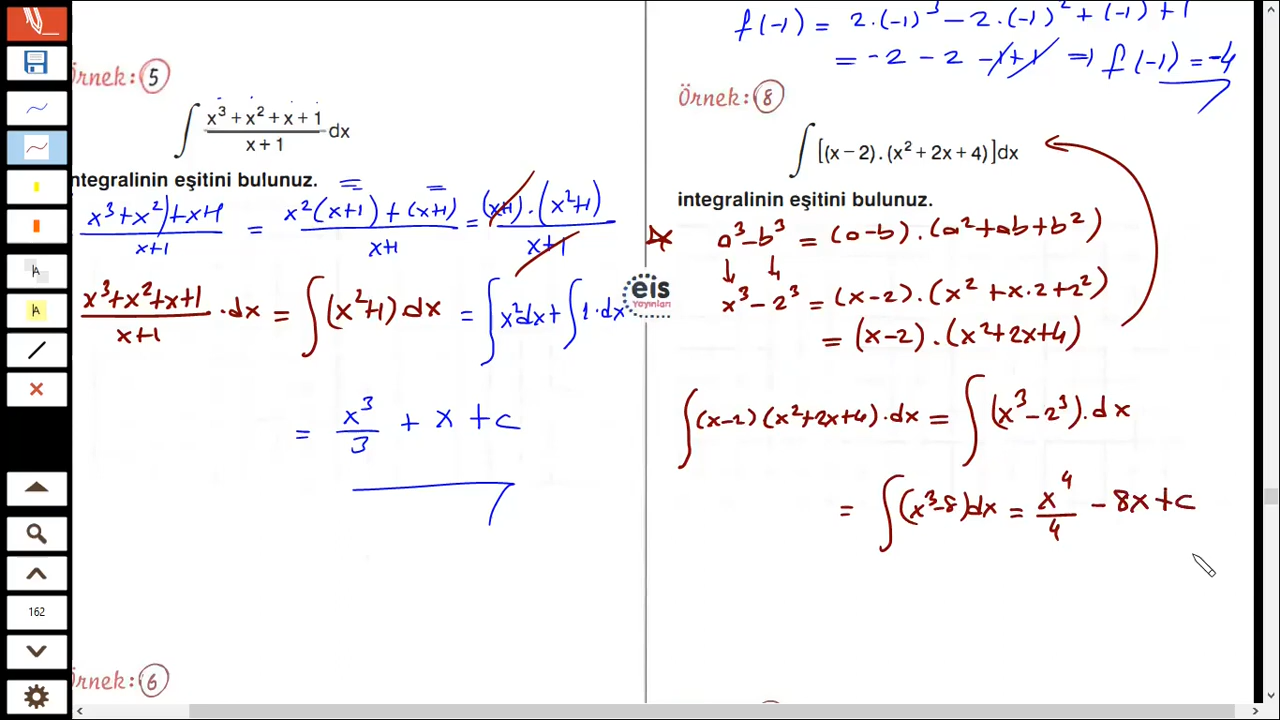 Örnek: 5
∫ (x³ + x² + x + 1)/(x + 1) dx
ntegralinin eşitini bulunuz.
(x³+x²)+x+1/(x+1) = (x²(x+1)+(x+1))/(x+1) = ((x+1)·(x²+1))/(x+1)
(x³+x²+x+1)/(x+1) · dx = ∫(x²+1) dx = ∫x²dx + ∫1·dx
= x³/3 + x + c
Örnek: 6
f(-1) = 2·(-1)³ - 2·(-1)² + (-1) + 1
= -2 - 2 -1+1 ⇒ f(-1) = -4
Örnek: 8
∫ [(x – 2) . (x² + 2x + 4)]dx
integralinin eşitini bulunuz.
a³-b³ = (a-b)·(a²+ab+b²)
x³-2³ = (x-2)·(x²+x·2+2²)
= (x-2)·(x²+2x+4)
∫(x-2)(x²+2x+4)·dx = ∫(x³-2³)·dx
= ∫(x³-8)dx = x⁴/4 - 8x + c
eis
Yayınları
A
A
162